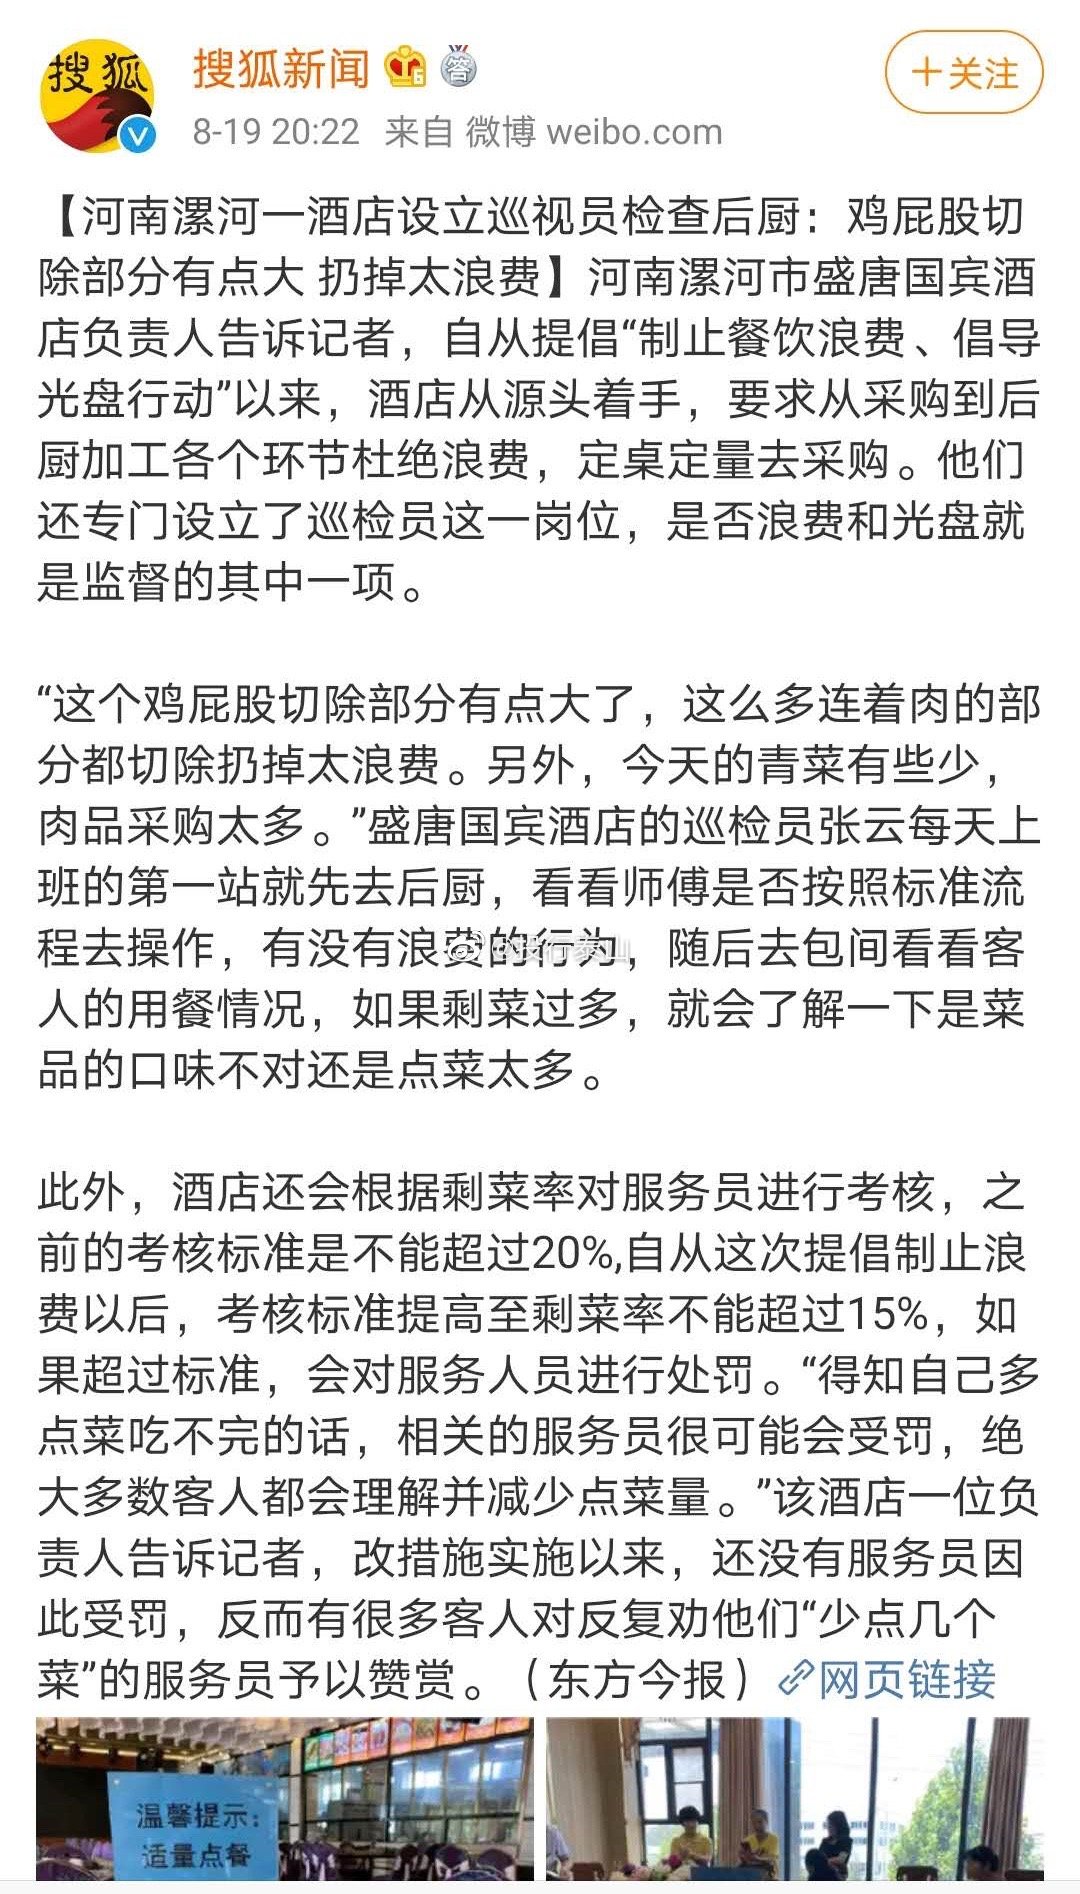 搜狐
搜狐新闻
6
答
+关注
V
8-19 20:22 来自 微博 weibo.com
【河南漯河一酒店设立巡视员检查后厨：鸡屁股切
除部分有点大 扔掉太浪费】河南漯河市盛唐国宾酒
店负责人告诉记者，自从提倡“制止餐饮浪费、倡导
光盘行动”以来，酒店从源头着手，要求从采购到后
厨加工各个环节杜绝浪费，定桌定量去采购。他们
还专门设立了巡检员这一岗位，是否浪费和光盘就
是监督的其中一项。
“这个鸡屁股切除部分有点大了，这么多连着肉的部
分都切除扔掉太浪费。另外，今天的青菜有些少，
肉品采购太多。”盛唐国宾酒店的巡检员张云每天上
班的第一站就先去后厨，看看师傅是否按照标准流
程去操作，有没有浪费的行为，随后去包间看看客
@投行泰山
人的用餐情况，如果剩菜过多，就会了解一下是菜
品的口味不对还是点菜太多。
此外，酒店还会根据剩菜率对服务员进行考核，之
前的考核标准是不能超过20%,自从这次提倡制止浪
费以后，考核标准提高至剩菜率不能超过15%，如
果超过标准，会对服务人员进行处罚。“得知自己多
点菜吃不完的话，相关的服务员很可能会受罚，绝
大多数客人都会理解并减少点菜量。”该酒店一位负
责人告诉记者，改措施实施以来，还没有服务员因
此受罚，反而有很多客人对反复劝他们“少点几个
菜”的服务员予以赞赏。（东方今报）网页链接
温馨提示：
适量点餐